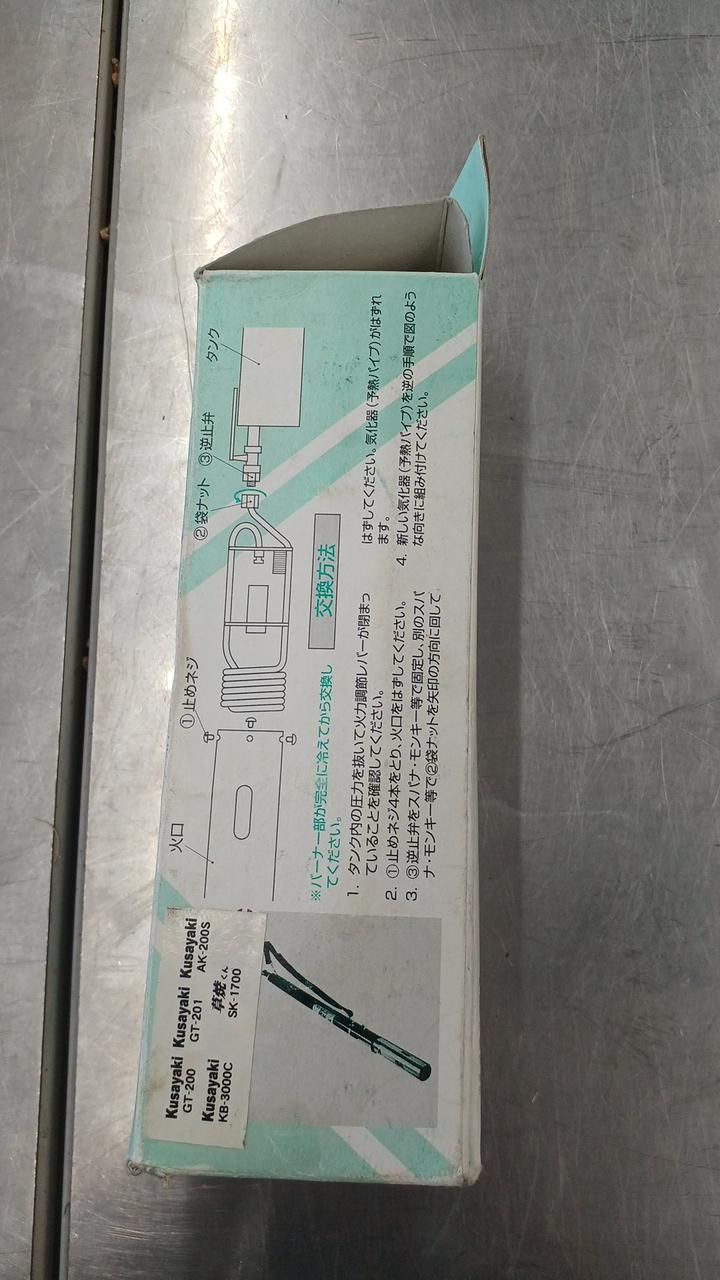 Kusayaki Kusayaki Kusayaki
GT-200 GT-201 AK-200S
Kusayaki 草焼くん
KB-3000C SK-1700
火口
①止めネジ
②袋ナット
③逆止弁
タンク
交換方法
※バーナー部が完全に冷えてから交換し
てください。
1. タンク内の圧力を抜いて火力調節レバーが閉まっ
ていることを確認してください。
2. ①止めネジ4本をとり、火口をはずしてください。
3. ③逆止弁をスパナ・モンキー等で固定し、別のスパ
ナ・モンキー等で②袋ナットを矢印の方向に回して
はずしてください。気化器(予熱パイプ)がはずれ
ます。
4. 新しい気化器(予熱パイプ)を逆の手順で図のよう
な向きに組み付けてください。